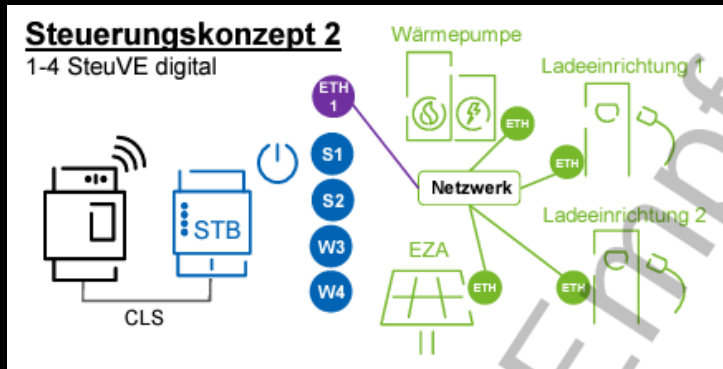 Steuerungskonzept 2
1-4 SteuVE digital
Wärmepumpe
Ladeeinrichtung 1
ETH
1
ETH
ETH
S1
S2
W3
W4
Netzwerk
STB
CLS
Ladeeinrichtung 2
EZA
ETH
ETH